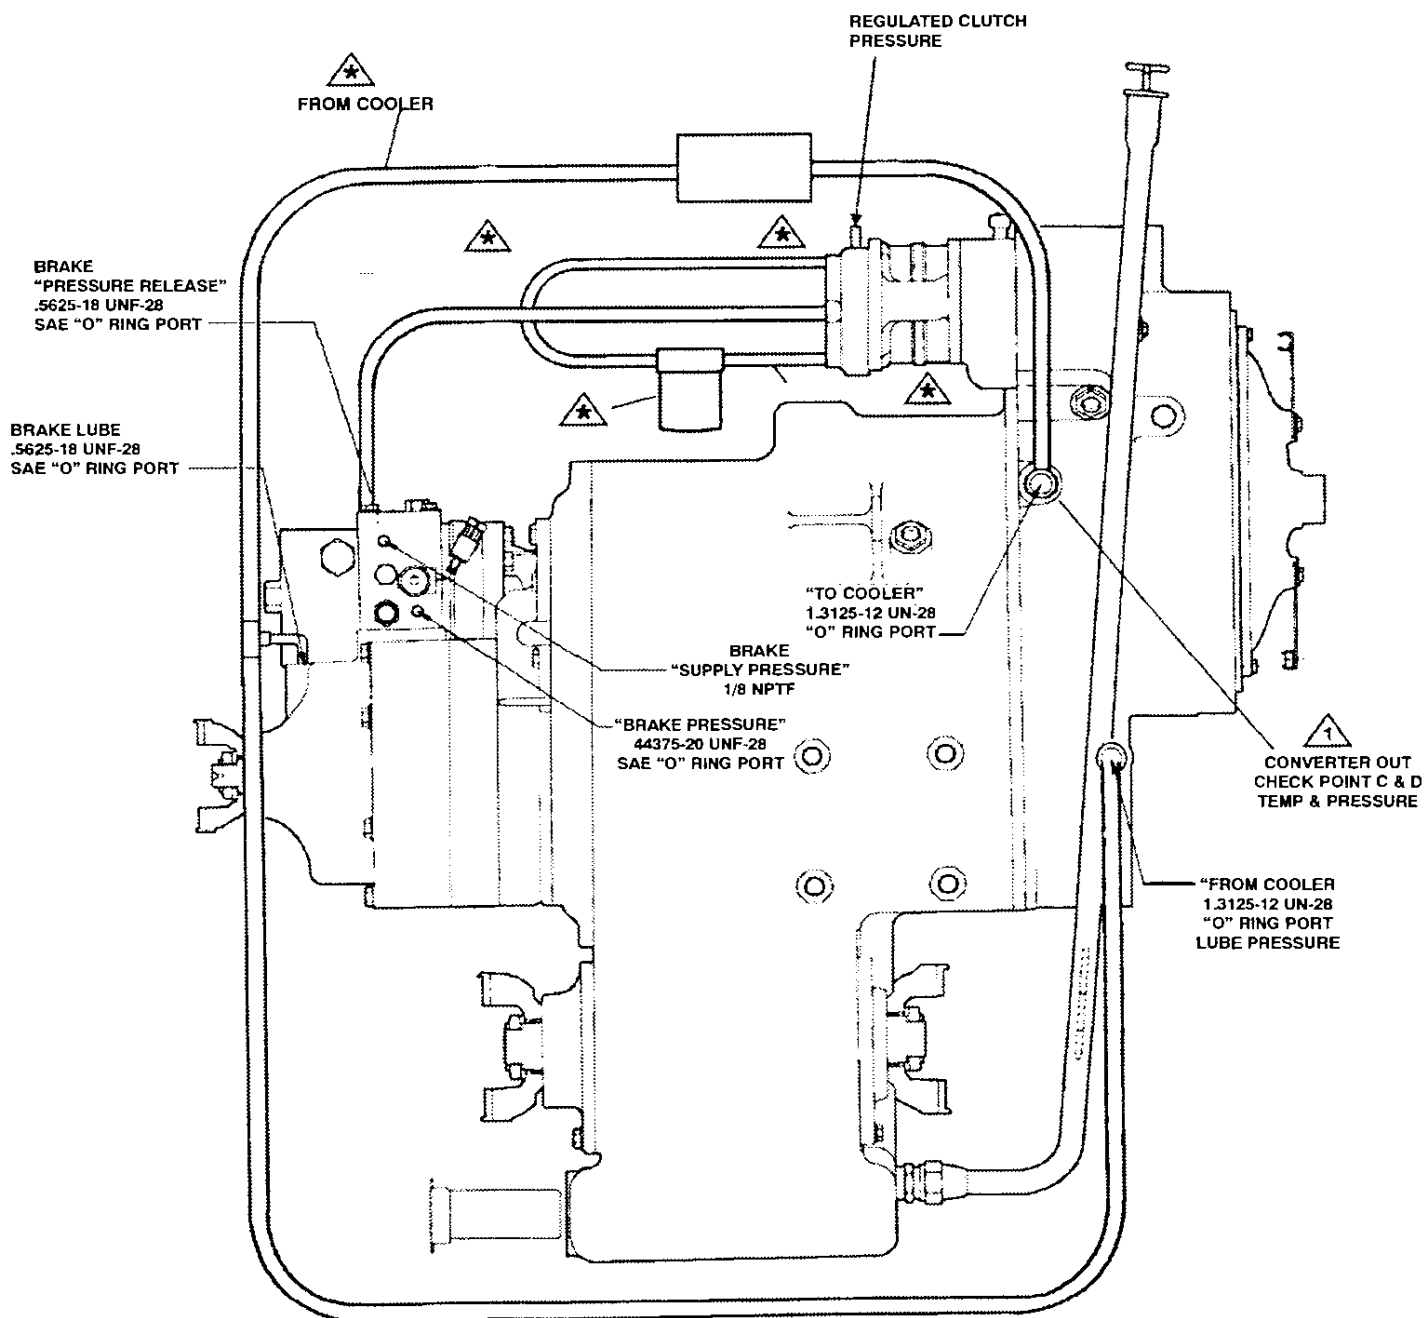 REGULATED CLUTCH
PRESSURE
*
FROM COOLER
*
*
BRAKE
“PRESSURE RELEASE”
.5625-18 UNF-28
SAE “O” RING PORT
*
*
BRAKE LUBE
.5625-18 UNF-28
SAE “O” RING PORT
“TO COOLER”
1.3125-12 UN-28
“O” RING PORT
BRAKE
“SUPPLY PRESSURE”
1/8 NPTF
“BRAKE PRESSURE”
44375-20 UNF-28
SAE “O” RING PORT
1
CONVERTER OUT
CHECK POINT C & D
TEMP & PRESSURE
“FROM COOLER
1.3125-12 UN-28
“O” RING PORT
LUBE PRESSURE